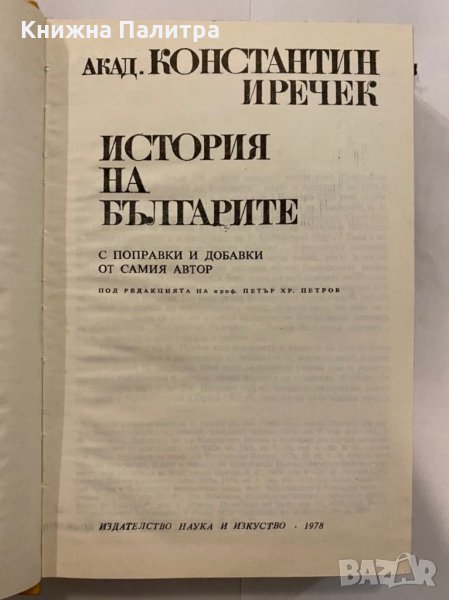 Книжна Палитра
АКАД. КОНСТАНТИН
ИРЕЧЕК
ИСТОРИЯ
НА
БЪЛГАРИТЕ
С ПОПРАВКИ И ДОБАВКИ
ОТ САМИЯ АВТОР
ПОД РЕДАКЦИЯТА НА проф. ПЕТЪР ХР. ПЕТРОВ
ИЗДАТЕЛСТВО НАУКА И ИЗКУСТВО · 1978
BAZAR